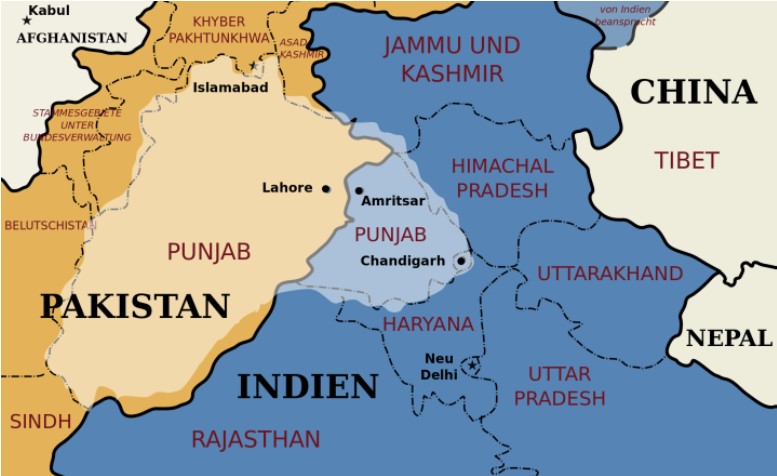 Kabul
AFGHANISTAN
KHYBER
PAKHTUNKHWA
ASAD
KASHMIR
JAMMU UND
KASHMIR
von Indien
beansprucht
CHINA
TIBET
Islamabad
STAMMESGEBIETE
UNTER
BUNDESVERWALTUNG
HIMACHAL
PRADESH
Lahore
Amritsar
BELUTSCHISTAN
PUNJAB
PUNJAB
Chandigarh
UTTARAKHAND
PAKISTAN
HARYANA
NEPAL
Neu
Delhi
INDIEN
UTTAR
PRADESH
SINDH
RAJASTHAN